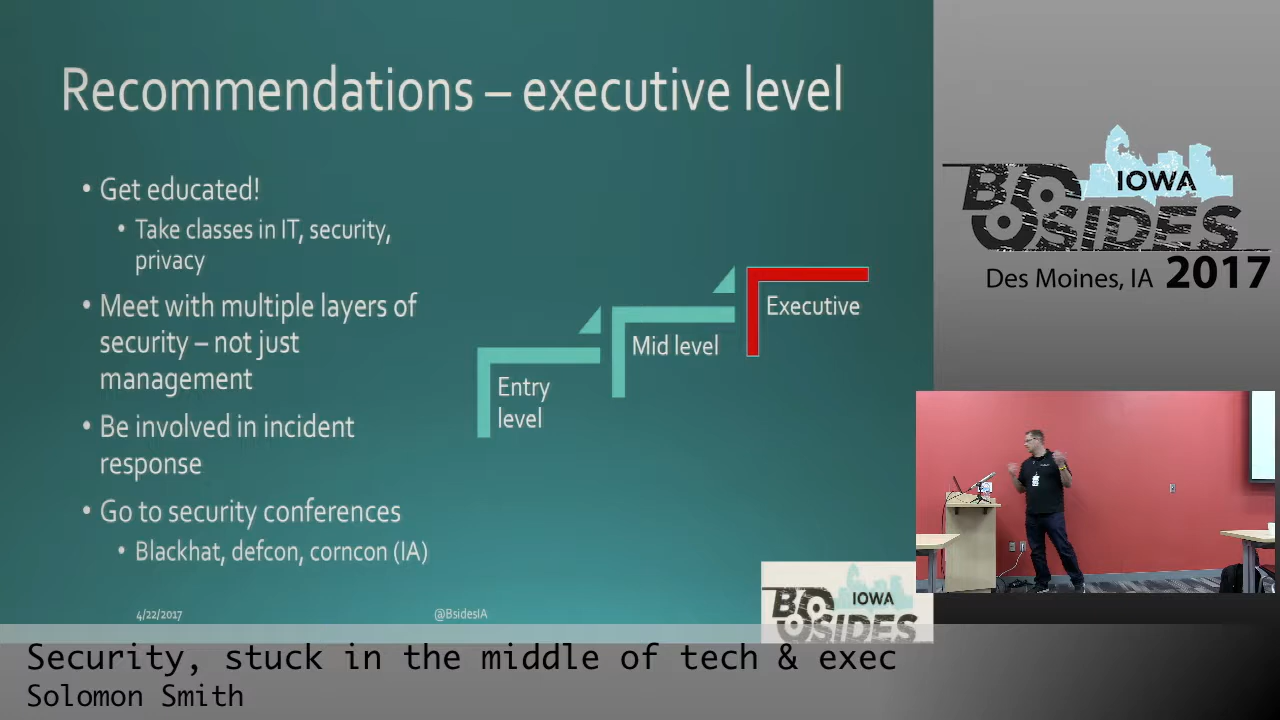 Recommendations – executive level
• Get educated!
• Take classes in IT, security,
privacy
• Meet with multiple layers of
security – not just
management
• Be involved in incident
response
• Go to security conferences
• Blackhat, defcon, corncon (IA)
Entry
level
Mid level
Executive
4/22/2017
@BsidesIA
IOWA
BSIDES
IOWA
BSIDES
Des Moines, IA 2017
Security, stuck in the middle of tech & exec
Solomon Smith